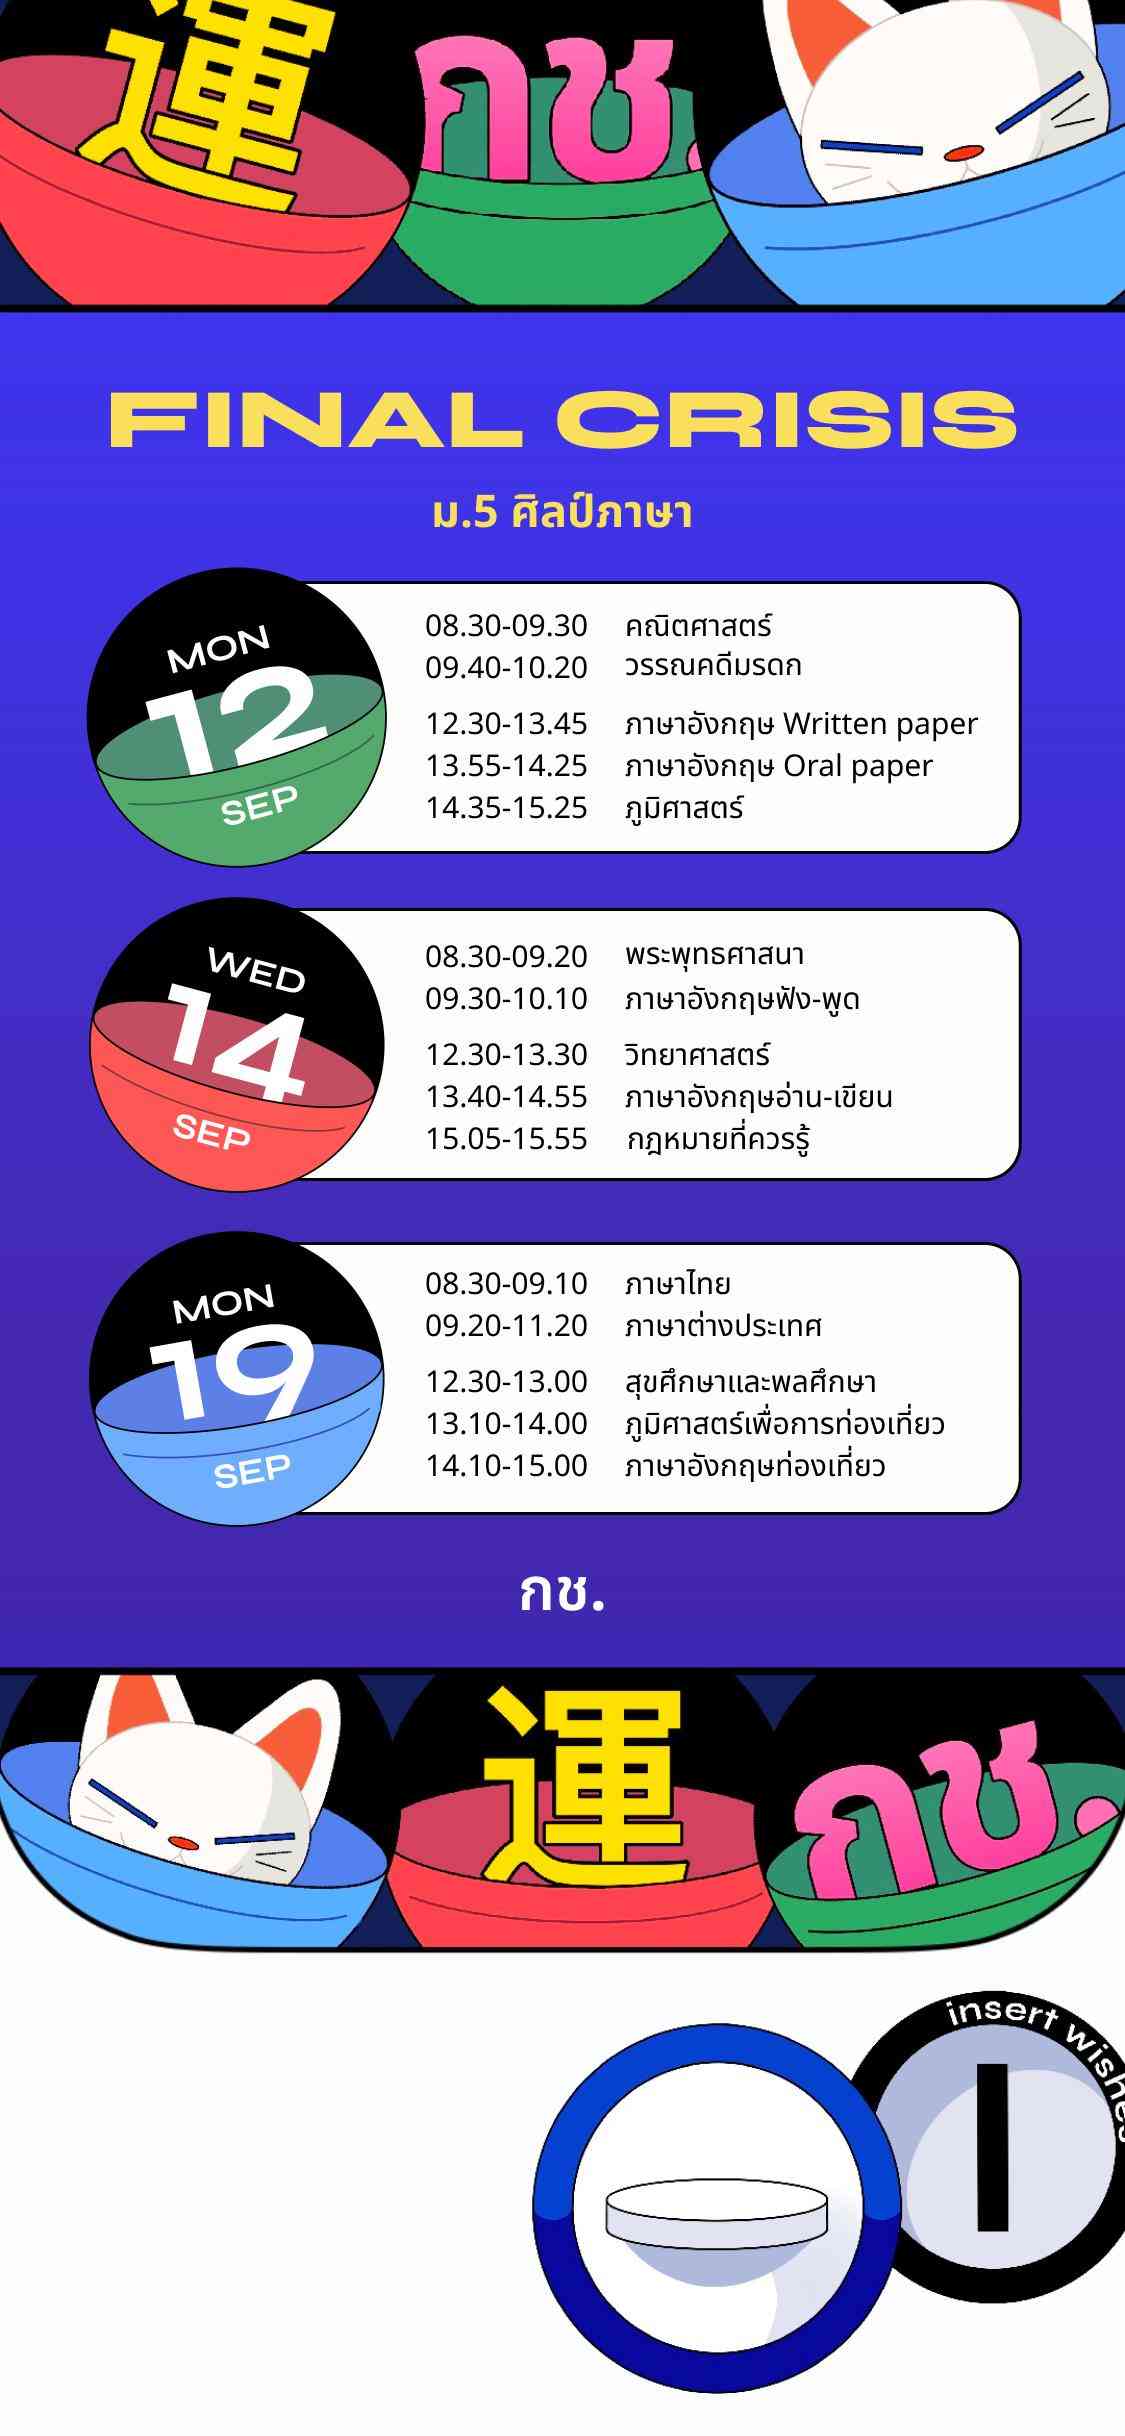 運 กช.
FINAL CRISIS
ม.5 ศิลป์ภาษา
MON
12
SEP
08.30-09.30 คณิตศาสตร์
09.40-10.20 วรรณคดีมรดก
12.30-13.45 ภาษาอังกฤษ Written paper
13.55-14.25 ภาษาอังกฤษ Oral paper
14.35-15.25 ภูมิศาสตร์
WED
14
SEP
08.30-09.20 พระพุทธศาสนา
09.30-10.10 ภาษาอังกฤษฟัง-พูด
12.30-13.30 วิทยาศาสตร์
13.40-14.55 ภาษาอังกฤษอ่าน-เขียน
15.05-15.55 กฎหมายที่ควรรู้
MON
19
SEP
08.30-09.10 ภาษาไทย
09.20-11.20 ภาษาต่างประเทศ
12.30-13.00 สุขศึกษาและพลศึกษา
13.10-14.00 ภูมิศาสตร์เพื่อการท่องเที่ยว
14.10-15.00 ภาษาอังกฤษท่องเที่ยว
กช.
運 กช.
insert wishes